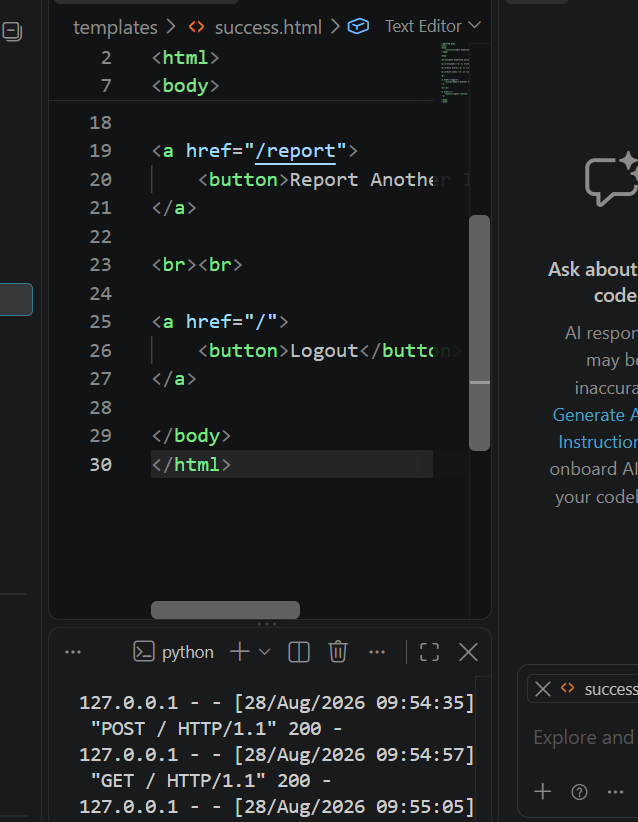 templates > <> success.html > Text Editor
2 <html>
7 <body>
18
19 <a href="/report">
20 <button>Report Another
21 </a>
22
23 <br><br>
24
25 <a href="/">
26 <button>Logout</button>
27 </a>
28
29 </body>
30 </html>
... python + ...
127.0.0.1 - - [28/Aug/2026 09:54:35]
"POST / HTTP/1.1" 200 -
127.0.0.1 - - [28/Aug/2026 09:54:57]
"GET / HTTP/1.1" 200 -
127.0.0.1 - - [28/Aug/2026 09:55:05]
Ask about
code
AI respon
may be
inaccura
Generate A
Instruction
onboard AI
your codeb
<> success
Explore and
+ ? ...